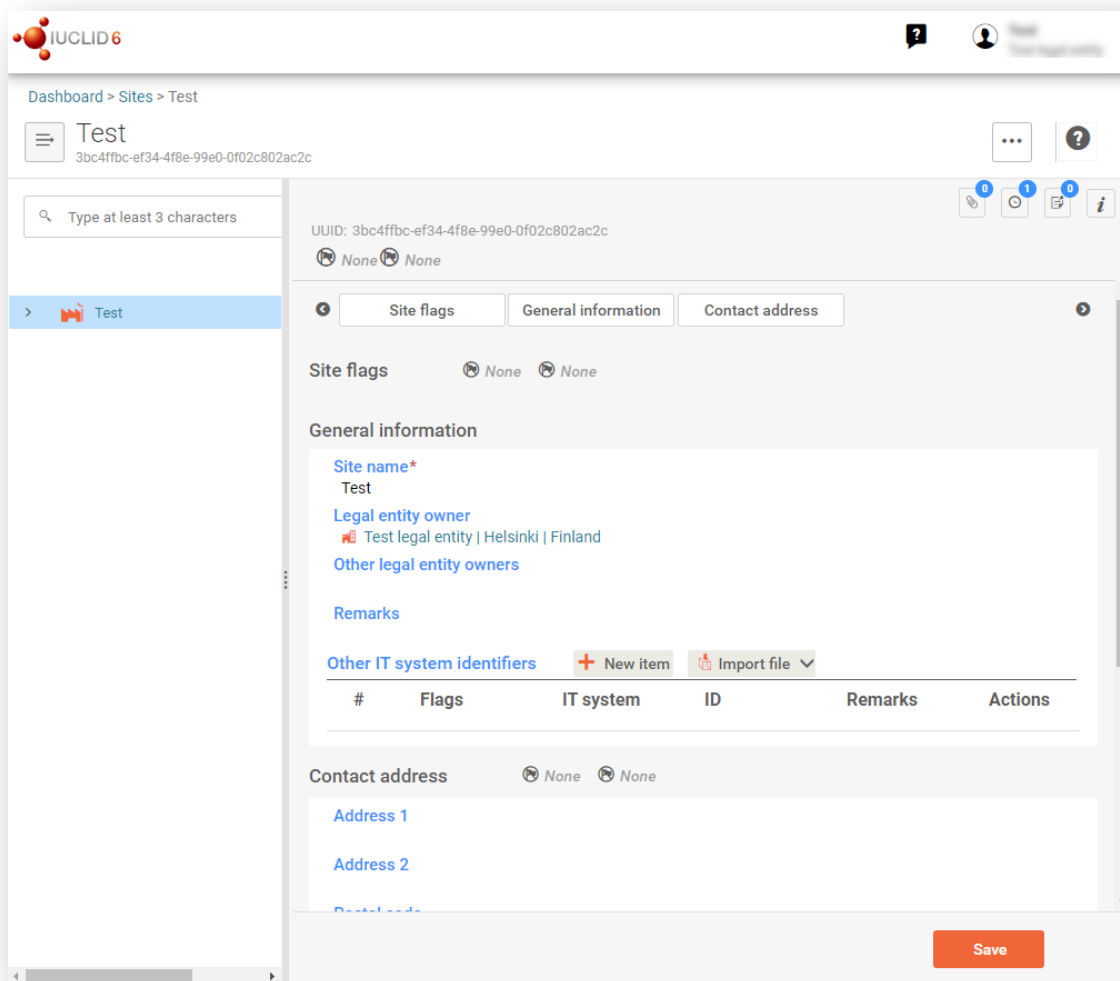 IUCLID 6
Dashboard > Sites > Test
Test
3bc4ffbc-ef34-4f8e-99e0-0f02c802ac2c
Type at least 3 characters
0 1 0
UUID: 3bc4ffbc-ef34-4f8e-99e0-0f02c802ac2c
None None
Test
Site flags General information Contact address
Site flags None None
General information
Site name*
Test
Legal entity owner
Test legal entity | Helsinki | Finland
Other legal entity owners
Remarks
Other IT system identifiers New item Import file
# Flags IT system ID Remarks Actions
Contact address None None
Address 1
Address 2
Save